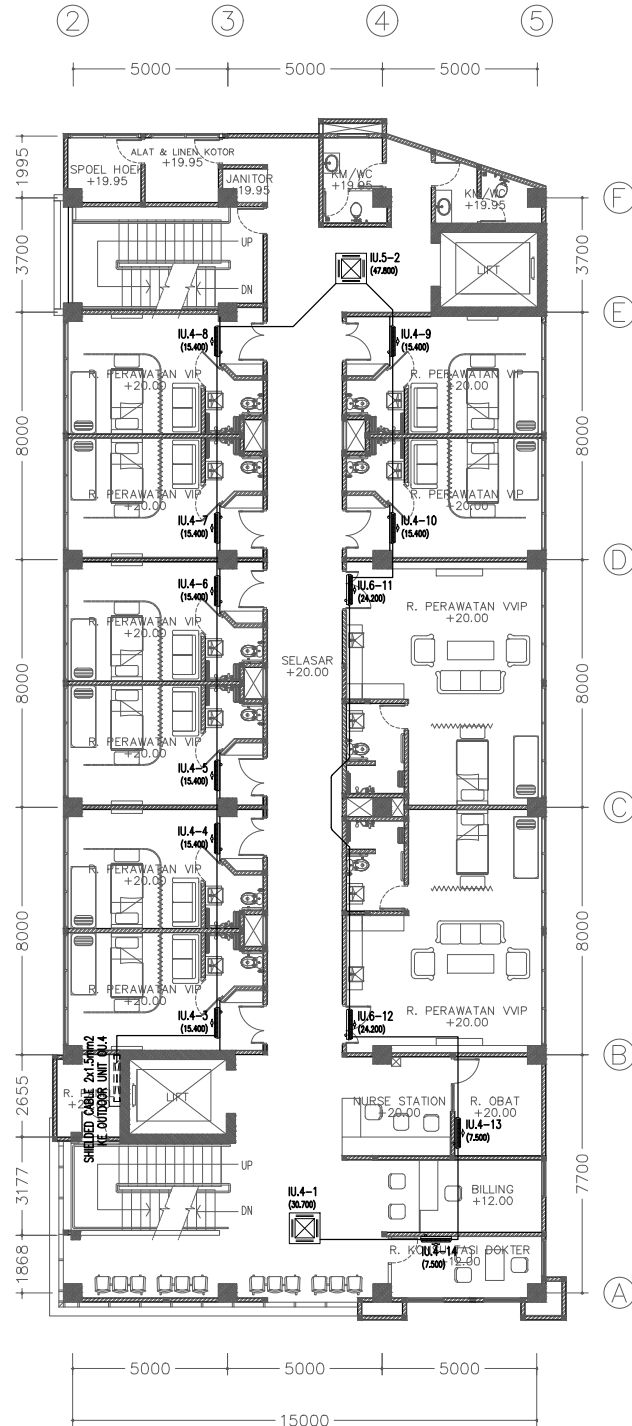 2 3 4 5
5000 5000 5000
1995
ALAT & LINEN KOTOR
+19.95
SPOEL HOEK
+19.95
JANITOR
+19.95
KM/WC
+19.95
KM/WC
+19.95
F
3700
UP
DN
IU.5-2
(47.800)
LIFT
3700
E
IU.4-8
(15.400)
IU.4-9
(15.400)
R. PERAWATAN VIP
+20.00
R. PERAWATAN VIP
+20.00
8000
8000
R. PERAWATAN VIP
+20.00
R. PERAWATAN VIP
+20.00
IU.4-7
(15.400)
IU.4-10
(15.400)
D
IU.4-6
(15.400)
IU.6-11
(24.200)
R. PERAWATAN VVIP
+20.00
R. PERAWATAN VIP
+20.00
SELASAR
+20.00
8000
8000
R. PERAWATAN VIP
+20.00
IU.4-5
(15.400)
C
IU.4-4
(15.400)
R. PERAWATAN VIP
+20.00
8000
8000
R. PERAWATAN VIP
+20.00
R. PERAWATAN VVIP
+20.00
IU.4-3
(15.400)
IU.6-12
(24.200)
B
SHIELDED CABLE 2x1.5mm2
KE OUTDOOR UNIT OU.4
2655
LIFT
NURSE STATION
+20.00
R. OBAT
+20.00
IU.4-13
(7.500)
UP
DN
3177
7700
BILLING
+12.00
IU.4-1
(30.700)
1868
IU.4-14
(7.500)
A
5000 5000 5000
15000